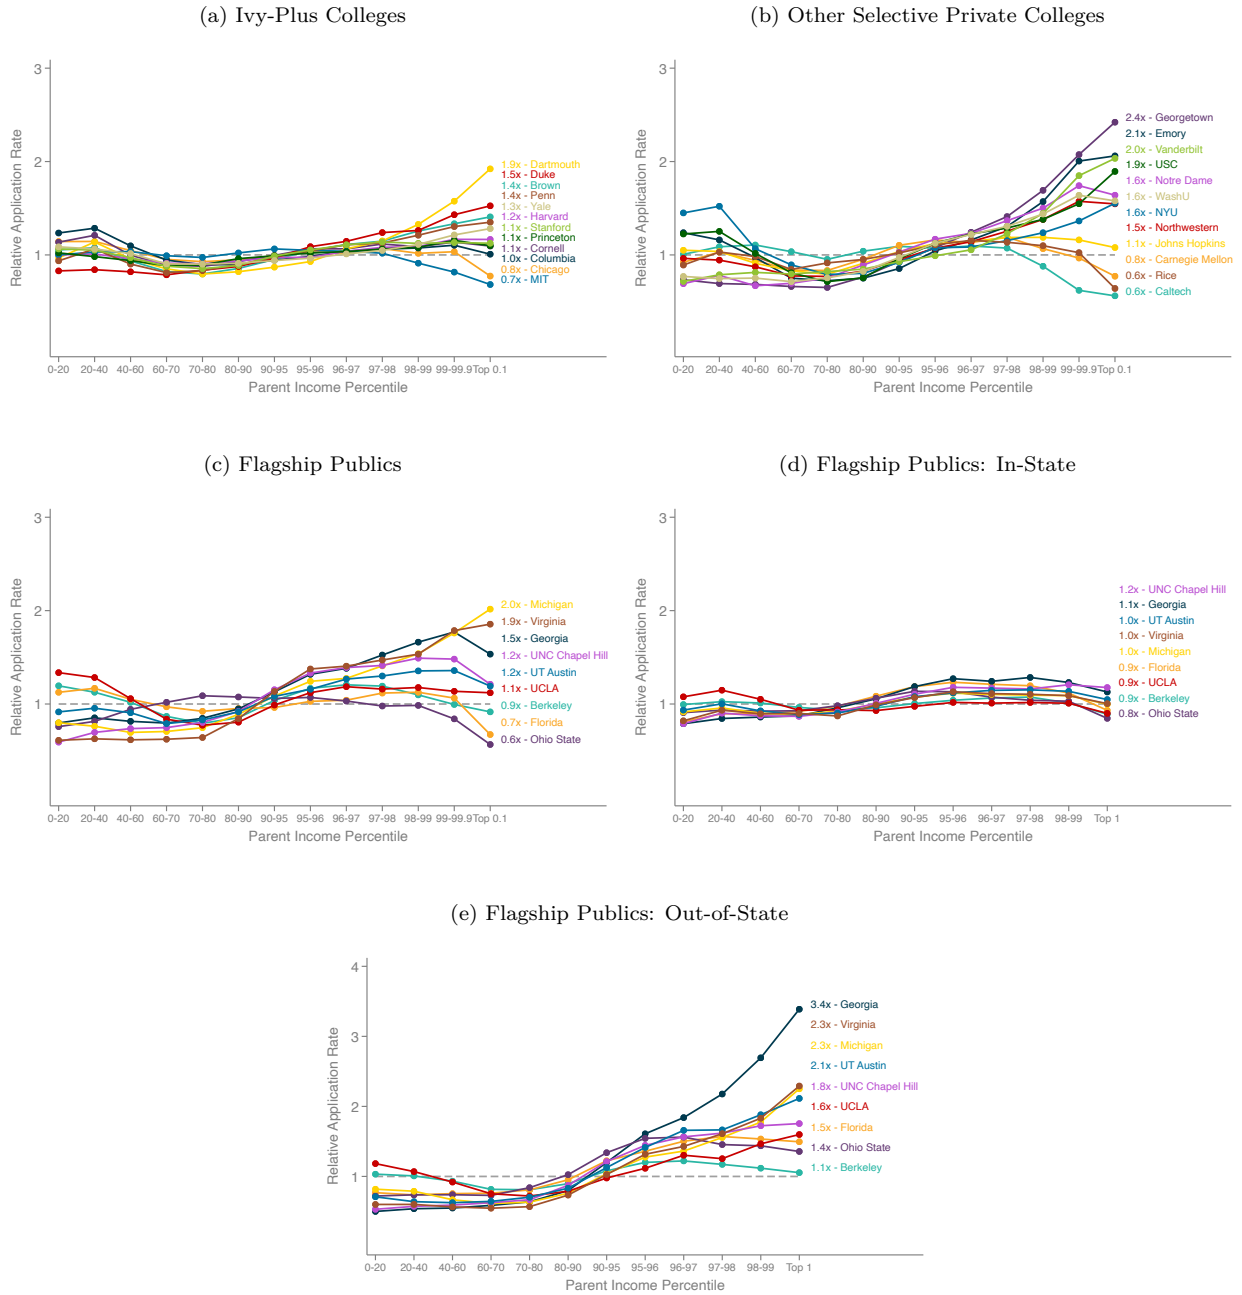 (a) Ivy-Plus Colleges
3
2
1
Relative Application Rate
1.9x - Dartmouth
1.5x - Duke
1.4x - Brown
1.4x - Penn
1.3x - Yale
1.2x - Harvard
1.1x - Stanford
1.1x - Princeton
1.1x - Cornell
1.0x - Columbia
0.8x - Chicago
0.7x - MIT
0-20 20-40 40-60 60-70 70-80 80-90 90-95 95-96 96-97 97-98 98-99 99-99.9 Top 0.1
Parent Income Percentile
(b) Other Selective Private Colleges
3
2
1
Relative Application Rate
2.4x - Georgetown
2.1x - Emory
2.0x - Vanderbilt
1.9x - USC
1.6x - Notre Dame
1.6x - WashU
1.6x - NYU
1.5x - Northwestern
1.1x - Johns Hopkins
0.8x - Carnegie Mellon
0.6x - Rice
0.6x - Caltech
0-20 20-40 40-60 60-70 70-80 80-90 90-95 95-96 96-97 97-98 98-99 99-99.9 Top 0.1
Parent Income Percentile
(c) Flagship Publics
3
2
1
Relative Application Rate
2.0x - Michigan
1.9x - Virginia
1.5x - Georgia
1.2x - UNC Chapel Hill
1.2x - UT Austin
1.1x - UCLA
0.9x - Berkeley
0.7x - Florida
0.6x - Ohio State
0-20 20-40 40-60 60-70 70-80 80-90 90-95 95-96 96-97 97-98 98-99 99-99.9 Top 0.1
Parent Income Percentile
(d) Flagship Publics: In-State
3
2
1
Relative Application Rate
1.2x - UNC Chapel Hill
1.1x - Georgia
1.0x - UT Austin
1.0x - Virginia
1.0x - Michigan
0.9x - Florida
0.9x - UCLA
0.9x - Berkeley
0.8x - Ohio State
0-20 20-40 40-60 60-70 70-80 80-90 90-95 95-96 96-97 97-98 98-99 Top 1
Parent Income Percentile
(e) Flagship Publics: Out-of-State
4
3
2
1
Relative Application Rate
3.4x - Georgia
2.3x - Virginia
2.3x - Michigan
2.1x - UT Austin
1.8x - UNC Chapel Hill
1.6x - UCLA
1.5x - Florida
1.4x - Ohio State
1.1x - Berkeley
0-20 20-40 40-60 60-70 70-80 80-90 90-95 95-96 96-97 97-98 98-99 Top 1
Parent Income Percentile